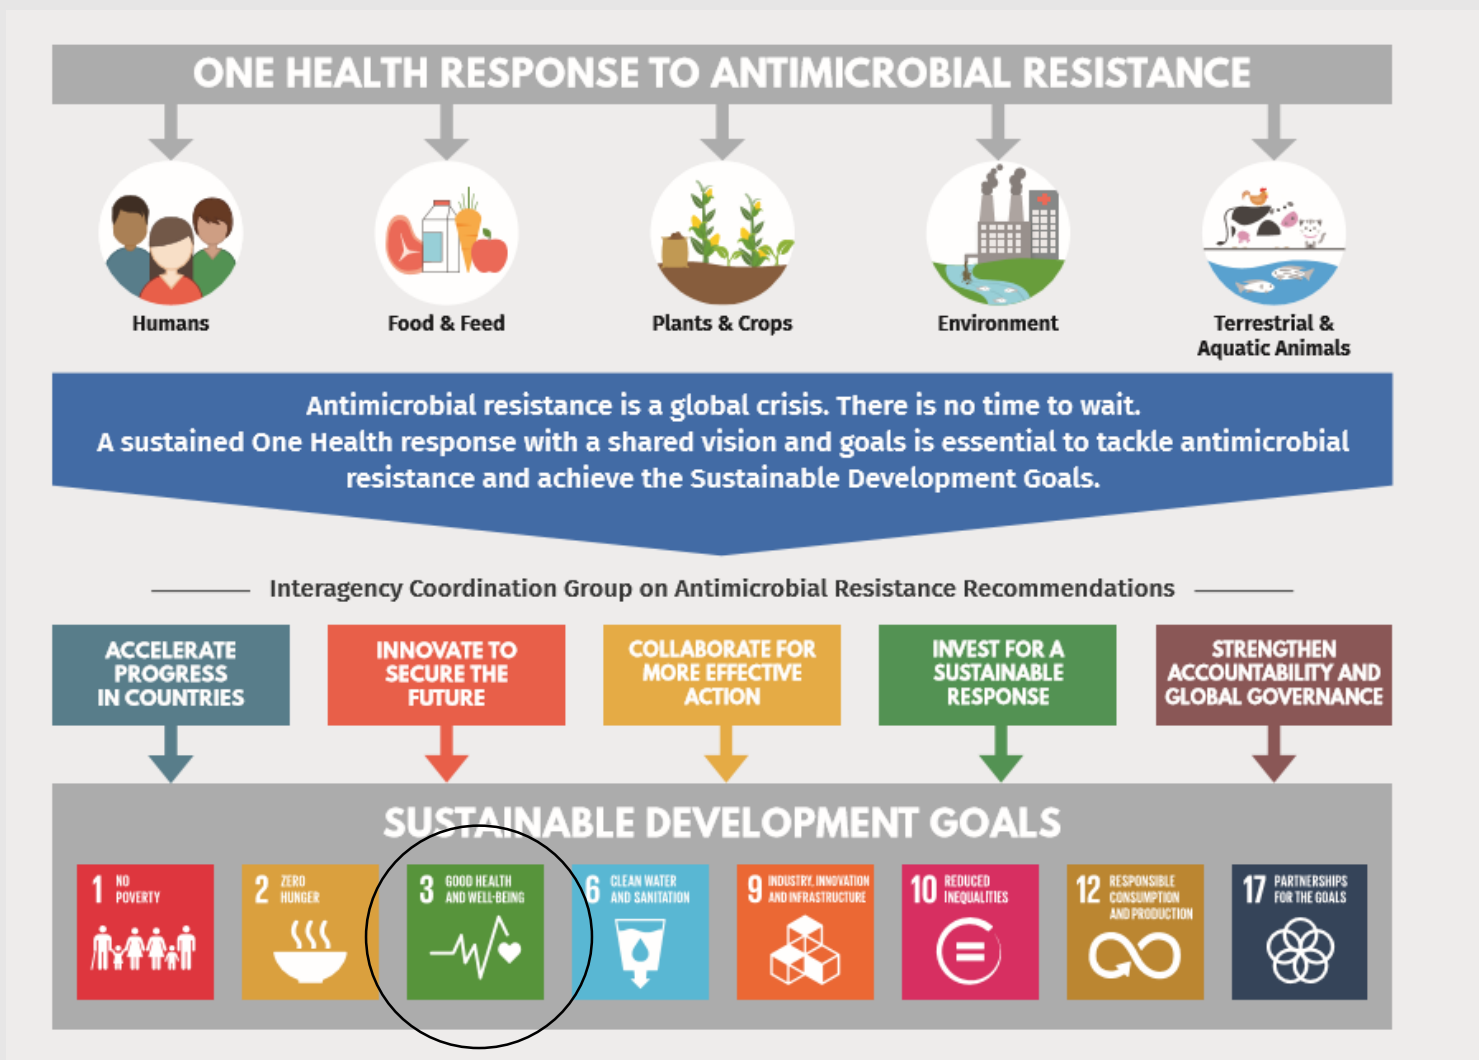 ONE HEALTH RESPONSE TO ANTIMICROBIAL RESISTANCE
Humans
Food & Feed
Plants & Crops
Environment
Terrestrial &
Aquatic Animals
Antimicrobial resistance is a global crisis. There is no time to wait.
A sustained One Health response with a shared vision and goals is essential to tackle antimicrobial
resistance and achieve the Sustainable Development Goals.
Interagency Coordination Group on Antimicrobial Resistance Recommendations
ACCELERATE
PROGRESS
IN COUNTRIES
INNOVATE TO
SECURE THE
FUTURE
COLLABORATE FOR
MORE EFFECTIVE
ACTION
INVEST FOR A
SUSTAINABLE
RESPONSE
STRENGTHEN
ACCOUNTABILITY AND
GLOBAL GOVERNANCE
SUSTAINABLE DEVELOPMENT GOALS
1 NO
POVERTY
2 ZERO
HUNGER
3 GOOD HEALTH
AND WELL-BEING
6 CLEAN WATER
AND SANITATION
9 INDUSTRY, INNOVATION
AND INFRASTRUCTURE
10 REDUCED
INEQUALITIES
12 RESPONSIBLE
CONSUMPTION
AND PRODUCTION
17 PARTNERSHIPS
FOR THE GOALS